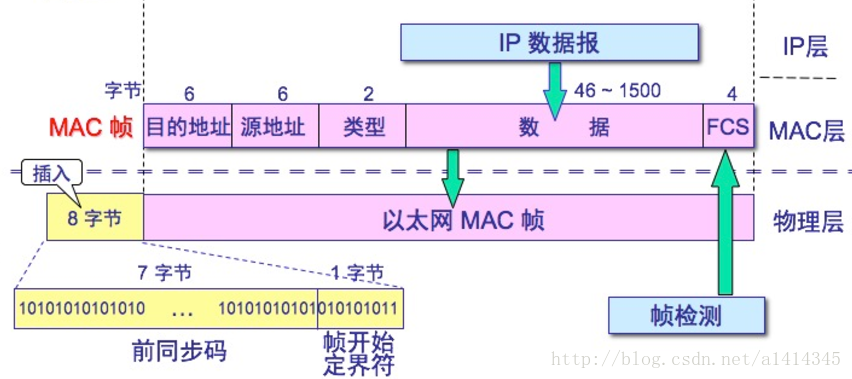 IP 数据报
IP层
字节 6 6 2 46 ~ 1500 4
MAC 帧 目的地址 源地址 类型 数 据 FCS MAC层
插入
8 字节 以太网 MAC 帧 物理层
7 字节 1 字节
10101010101010 ... 10101010101010101011
前同步码 帧开始
定界符
帧检测
http://blog.csdn.net/a1414345